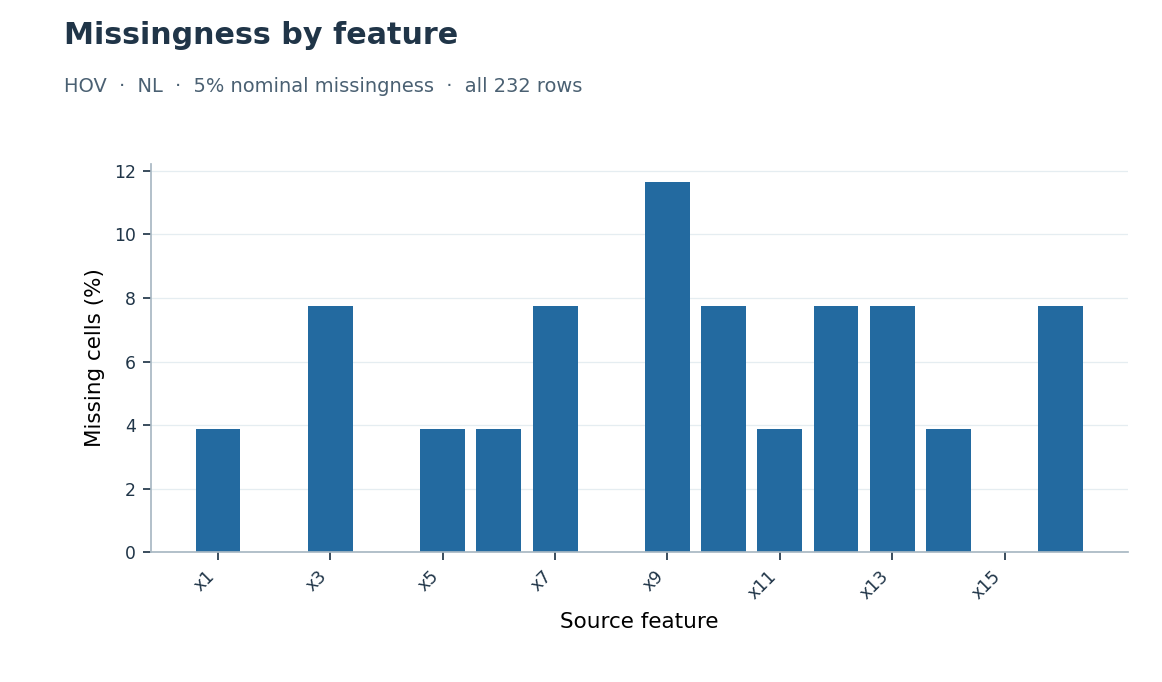 Missingness by feature
HOV · NL · 5% nominal missingness · all 232 rows
Missing cells (%)
12
10
8
6
4
2
0
x1 x3 x5 x7 x9 x11 x13 x15
Source feature